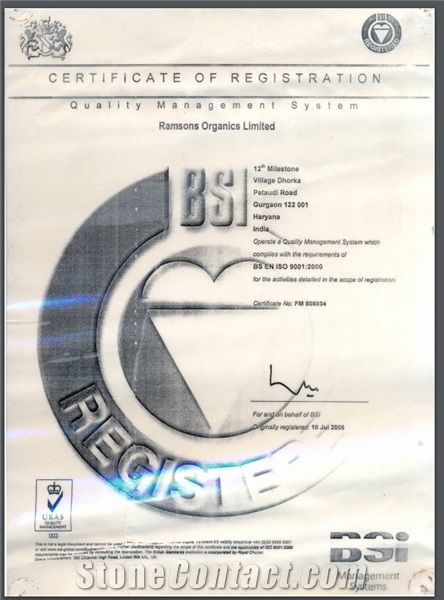 BSI
REGISTERED
CERTIFICATE OF REGISTRATION
Quality Management System
Ramsons Organics Limited
BSI
12th Milestone
Village Dhorka
Pataudi Road
Gurgaon 122 001
Haryana
India
Operate a Quality Management System which
complies with the requirements of
BS EN ISO 9001:2000
for the activities detailed in the scope of registration
Certificate No: FM 508804
For and on behalf of BSI
Originally registered: 10 Jul 2006
REGISTERED
UKAS
QUALITY
MANAGEMENT
003
BSi
Management
Systems
StoneContact.com